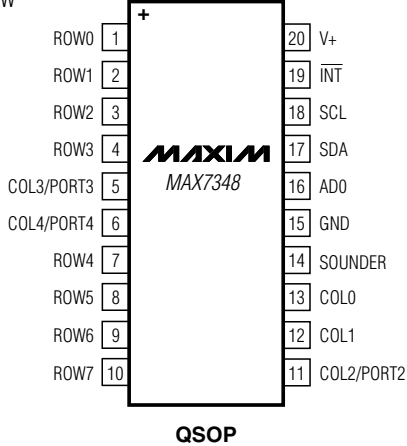 W
+
ROW0 1 20 V+
ROW1 2 19 INT
ROW2 3 18 SCL
ROW3 4 MAXIM 17 SDA
COL3/PORT3 5 MAX7348 16 AD0
COL4/PORT4 6 15 GND
ROW4 7 14 SOUNDER
ROW5 8 13 COL0
ROW6 9 12 COL1
ROW7 10 11 COL2/PORT2
QSOP